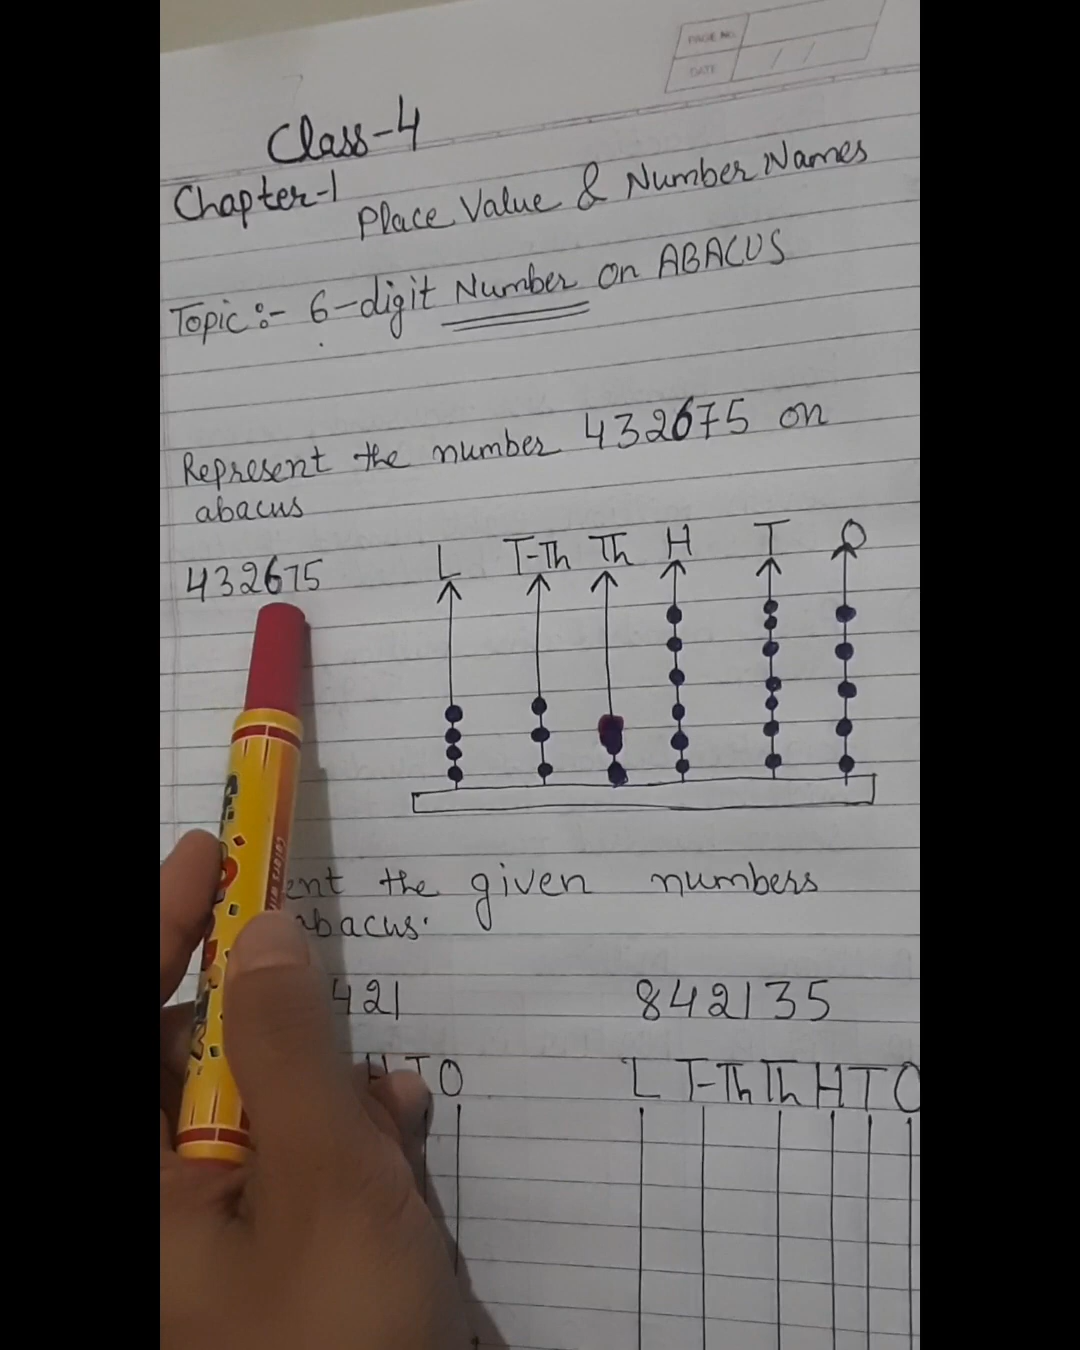 PAGE NO.
DATE / /
Class-4
Chapter-1
Place Value & Number Names
Topic:- 6-digit Number on ABACUS
Represent the number 432675 on
abacus
432675 L T-Th Th H T O
the given numbers
abacus.
421 842135
H T O L T-Th Th H T O